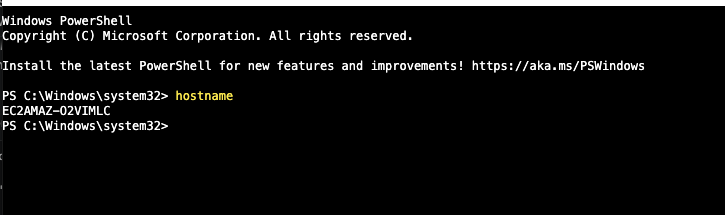 Windows PowerShell
Copyright (C) Microsoft Corporation. All rights reserved.
Install the latest PowerShell for new features and improvements! https://aka.ms/PSWindows
PS C:\Windows\system32> hostname
EC2AMAZ-O2VIMLC
PS C:\Windows\system32>